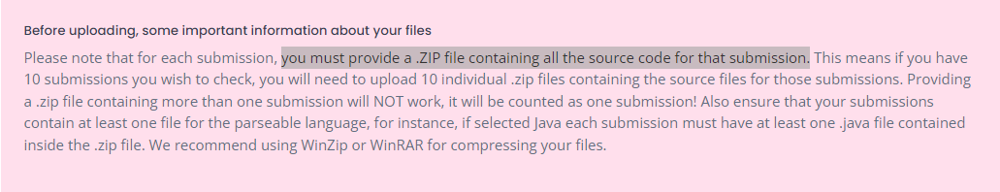 Before uploading, some important information about your files
Please note that for each submission, you must provide a .ZIP file containing all the source code for that submission. This means if you have
10 submissions you wish to check, you will need to upload 10 individual .zip files containing the source files for those submissions. Providing
a .zip file containing more than one submission will NOT work, it will be counted as one submission! Also ensure that your submissions
contain at least one file for the parseable language, for instance, if selected Java each submission must have at least one .java file contained
inside the .zip file. We recommend using WinZip or WinRAR for compressing your files.